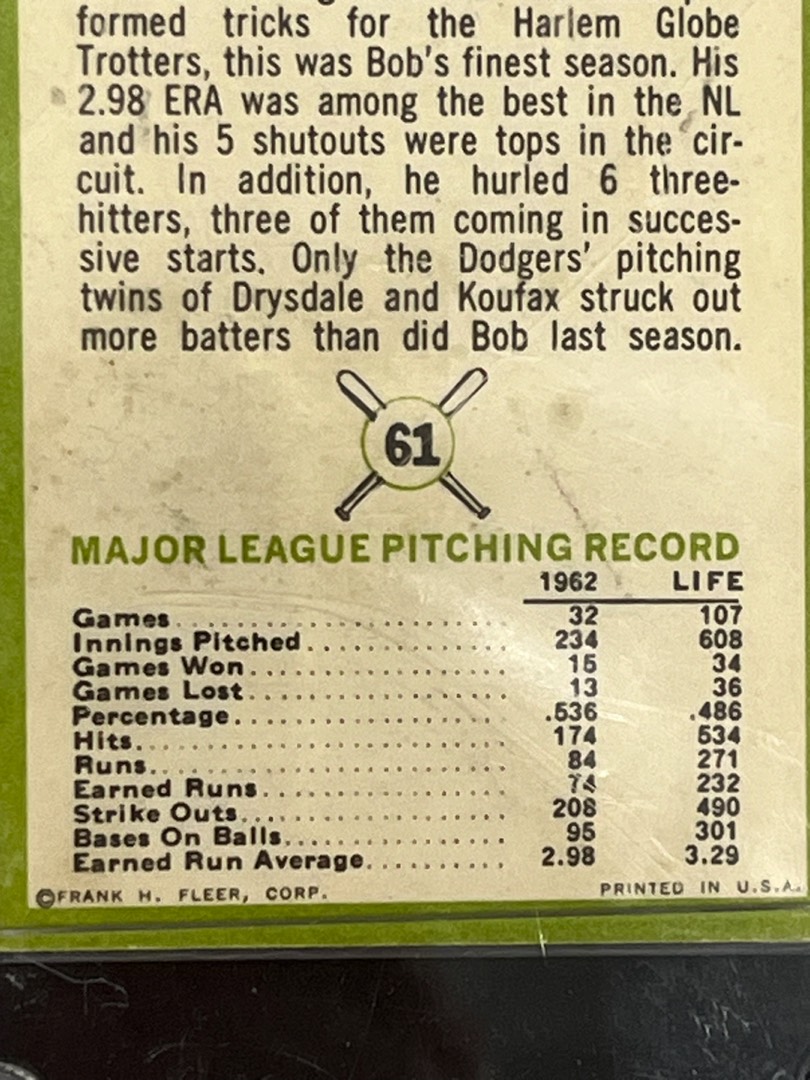 formed tricks for the Harlem Globe
Trotters, this was Bob's finest season. His
2.98 ERA was among the best in the NL
and his 5 shutouts were tops in the cir-
cuit. In addition, he hurled 6 three-
hitters, three of them coming in succes-
sive starts. Only the Dodgers' pitching
twins of Drysdale and Koufax struck out
more batters than did Bob last season.
61
MAJOR LEAGUE PITCHING RECORD
1962 LIFE
Games.......................... 32 107
Innings Pitched............... 234 608
Games Won.................... 15 34
Games Lost.................... 13 36
Percentage..................... .536 .486
Hits............................ 174 534
Runs........................... 84 271
Earned Runs................... 74 232
Strike Outs.................... 208 490
Bases On Balls................. 95 301
Earned Run Average.......... 2.98 3.29
©FRANK H. FLEER, CORP. PRINTED IN U.S.A.